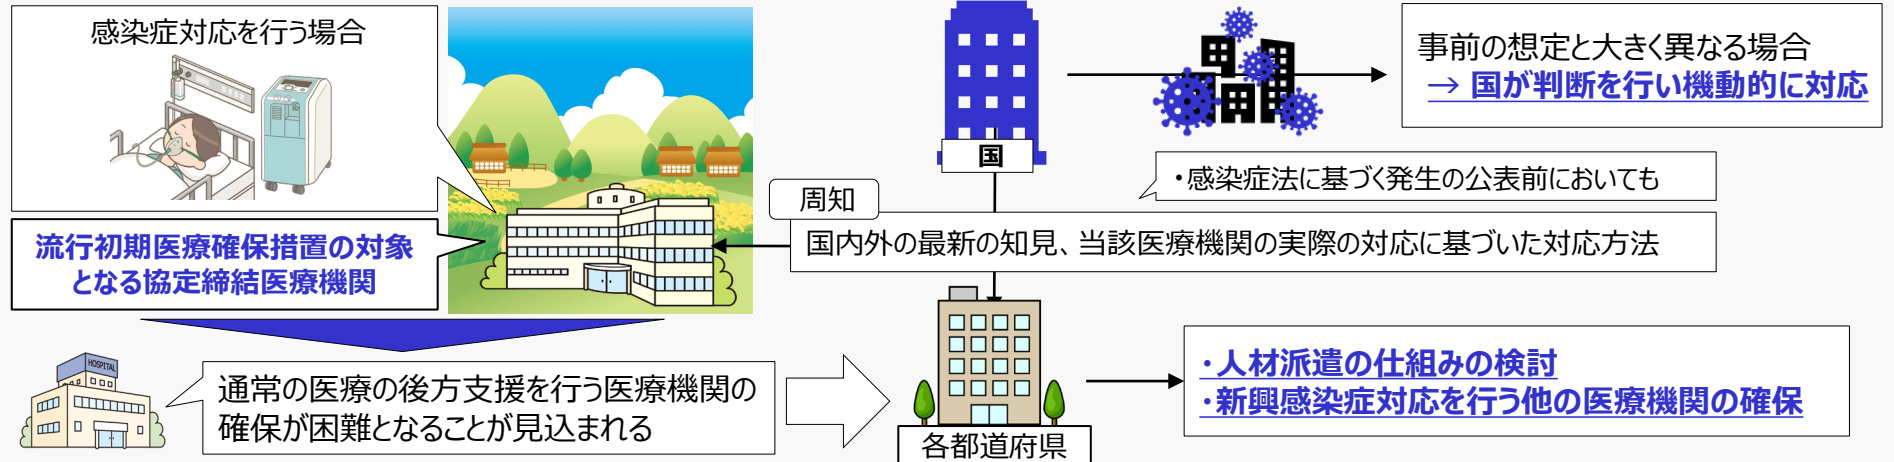 感染症対応を行う場合
流行初期医療確保措置の対象
となる協定締結医療機関
国
事前の想定と大きく異なる場合
→ 国が判断を行い機動的に対応
・感染症法に基づく発生の公表前においても
周知
国内外の最新の知見、当該医療機関の実際の対応に基づいた対応方法
HOSPITAL
通常の医療の後方支援を行う医療機関の
確保が困難となることが見込まれる
各都道府県
・人材派遣の仕組みの検討
・新興感染症対応を行う他の医療機関の確保